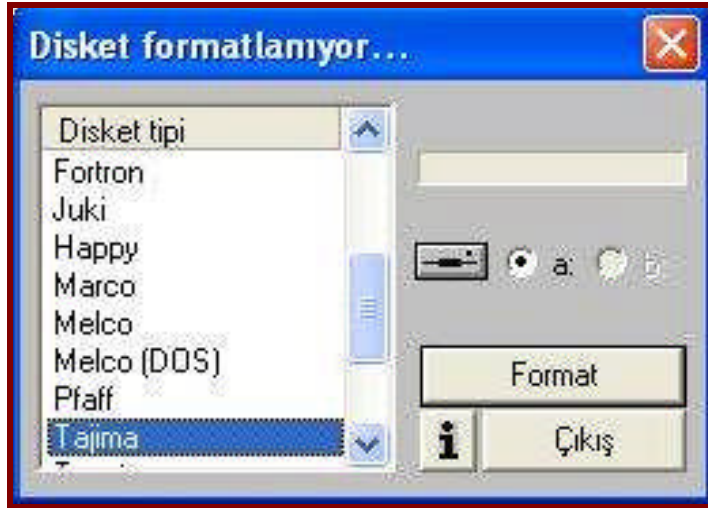 Disket formatlanıyor...
Disket tipi
Fortron
Juki
Happy
Marco
Melco
Melco (DOS)
Pfaff
Tajima
a:
b:
Format
i
Çıkış